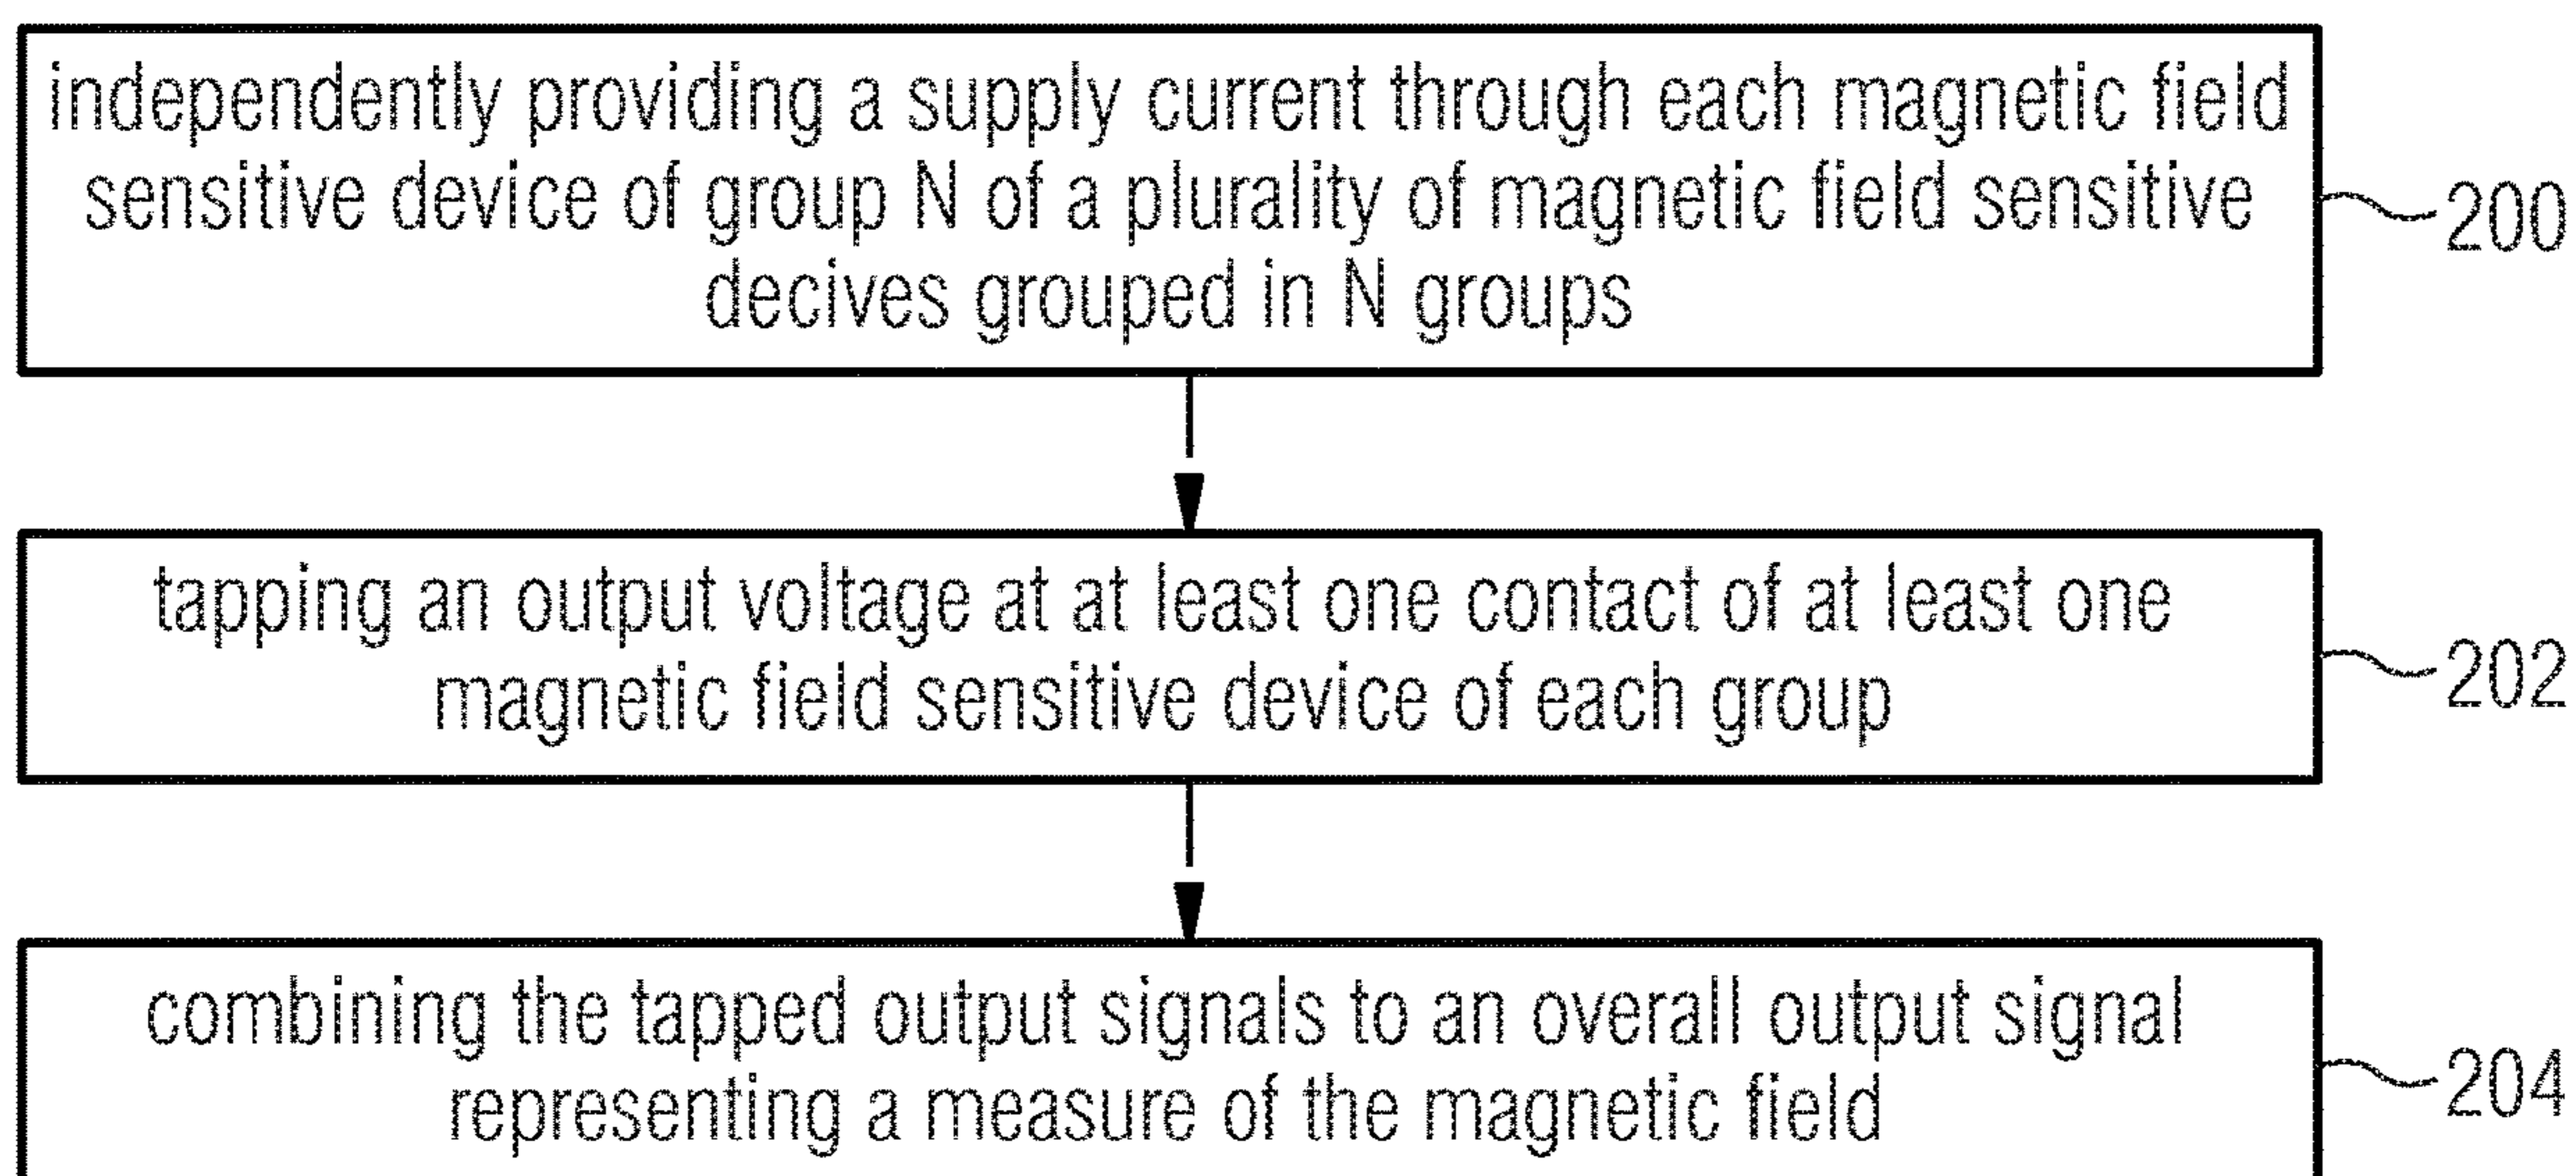 independently providing a supply current through each magnetic field
sensitive device of group N of a plurality of magnetic field sensitive
decives grouped in N groups
200
tapping an output voltage at at least one contact of at least one
magnetic field sensitive device of each group
202
combining the tapped output signals to an overall output signal
representing a measure of the magnetic field
204